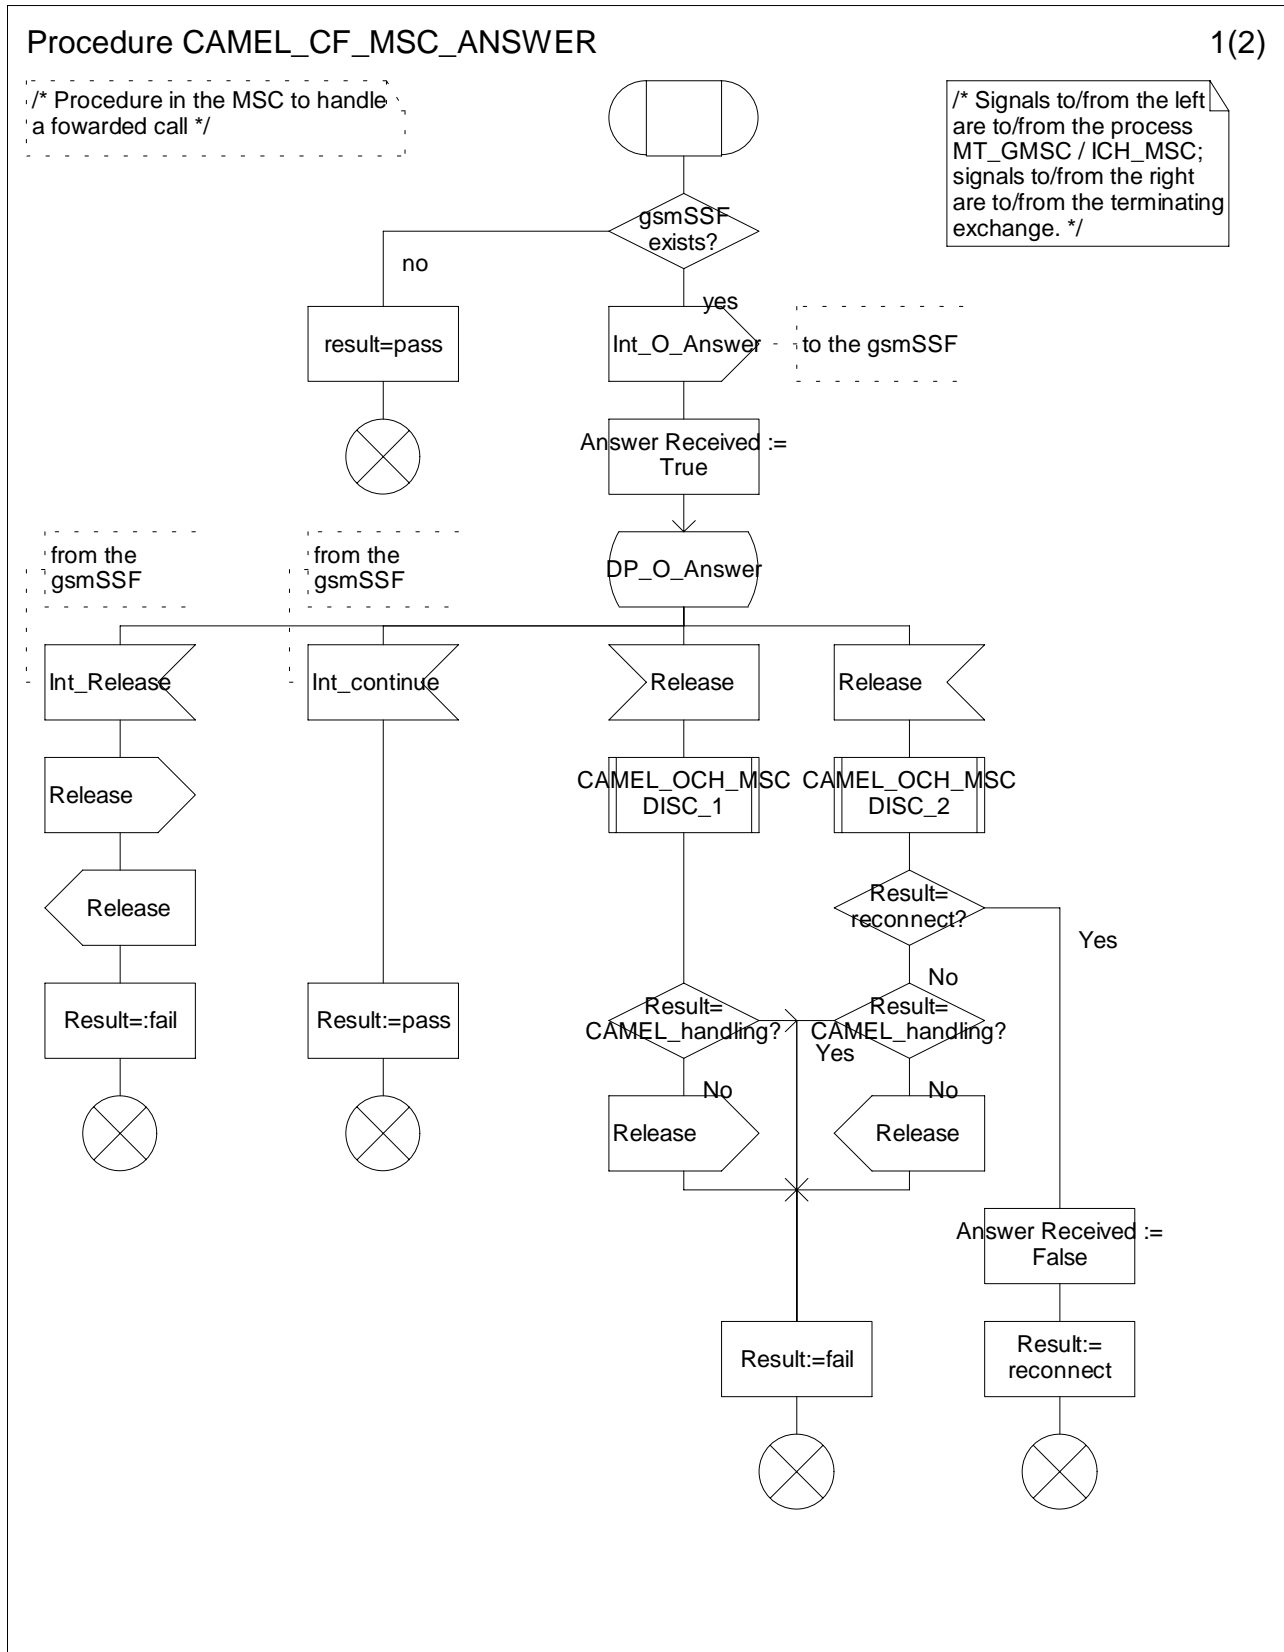 Procedure CAMEL_CF_MSC_ANSWER
1(2)
/* Procedure in the MSC to handle
a fowarded call */
/* Signals to/from the left
are to/from the process
MT_GMSC / ICH_MSC;
signals to/from the right
are to/from the terminating
exchange. */
gsmSSF
exists?
no
yes
result=pass
Int_O_Answer
to the gsmSSF
Answer Received :=
True
from the
gsmSSF
from the
gsmSSF
DP_O_Answer
Int_Release
Int_continue
Release
Release
Release
CAMEL_OCH_MSC
DISC_1
CAMEL_OCH_MSC
DISC_2
Release
Result=
reconnect?
Yes
No
Result=:fail
Result:=pass
Result=
CAMEL_handling?
Result=
CAMEL_handling?
Yes
No
No
Release
Release
Answer Received :=
False
Result:=fail
Result:=
reconnect